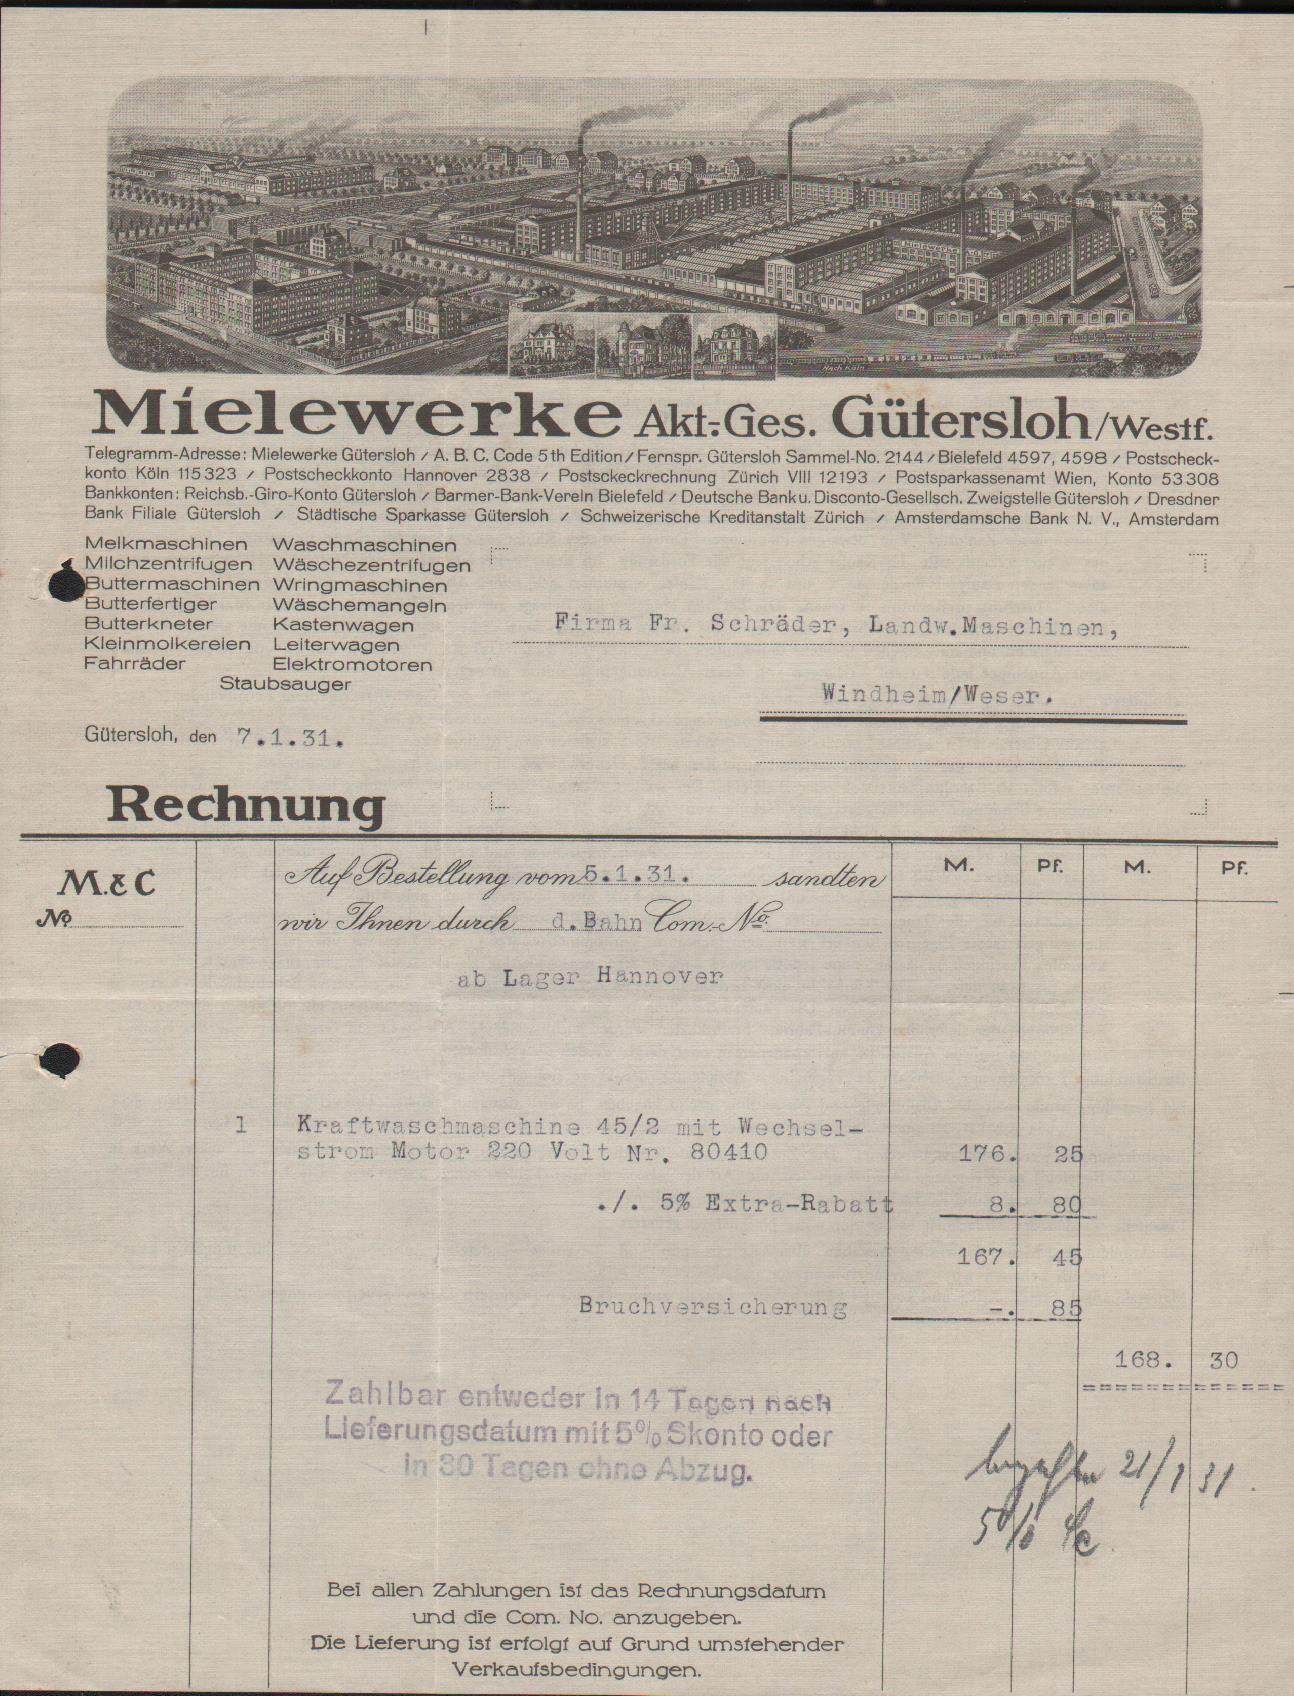 Nach Köln
Mielewerke Akt.-Ges. Gütersloh/Westf.
Telegramm-Adresse: Mielewerke Gütersloh / A. B. C. Code 5th Edition / Fernspr. Gütersloh Sammel-No. 2144 / Bielefeld 4597, 4598 / Postscheck-
konto Köln 115323 / Postscheckkonto Hannover 2838 / Postscheckrechnung Zürich VIII 12193 / Postsparkassenamt Wien, Konto 53308
Bankkonten: Reichsb.-Giro-Konto Gütersloh / Barmer-Bank-Verein Bielefeld / Deutsche Bank u. Disconto-Gesellsch. Zweigstelle Gütersloh / Dresdner
Bank Filiale Gütersloh / Städtische Sparkasse Gütersloh / Schweizerische Kreditanstalt Zürich / Amsterdamsche Bank N. V., Amsterdam
Melkmaschinen Waschmaschinen
Milchzentrifugen Wäschezentrifugen
Buttermaschinen Wringmaschinen
Butterfertiger Wäschemangeln
Butterkneter Kastenwagen
Kleinmolkereien Leiterwagen
Fahrräder Elektromotoren
Staubsauger
Firma Fr. Schräder, Landw.Maschinen,
Windheim/Weser.
Gütersloh, den 7.1.31.
Rechnung
M. & C
No
Auf Bestellung vom 5.1.31. sandten
wir Ihnen durch d.Bahn Com.-No.
M. Pf. M. Pf.
ab Lager Hannover
1 Kraftwaschmaschine 45/2 mit Wechsel-
strom Motor 220 Volt Nr. 80410 176. 25
./. 5% Extra-Rabatt 8. 80
167. 45
Bruchversicherung -. 85
168. 30
Zahlbar entweder in 14 Tagen nach
Lieferungsdatum mit 5% Skonto oder
in 30 Tagen ohne Abzug.
21/1 31.
5%
Bei allen Zahlungen ist das Rechnungsdatum
und die Com. No. anzugeben.
Die Lieferung ist erfolgt auf Grund umstehender
Verkaufsbedingungen.